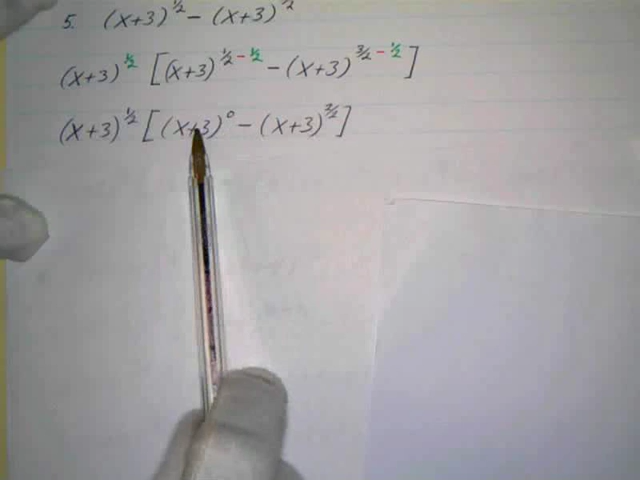 5. (x+3)^½ - (x+3)
(x+3)^½ [(x+3)^½-½ - (x+3)^3/2-½]
(x+3)^½ [(x+3)^0 - (x+3)^2/2]